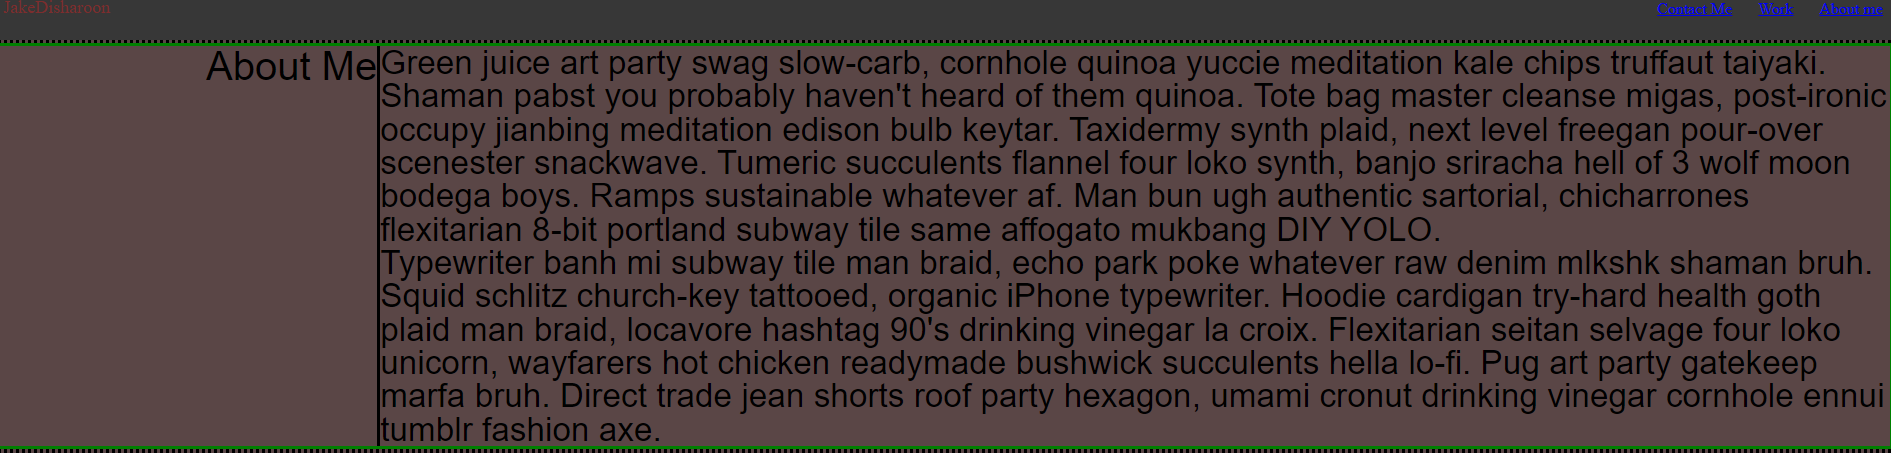 JakeDisharoon
Contact Me Work About me
About Me
Green juice art party swag slow-carb, cornhole quinoa yuccie meditation kale chips truffaut taiyaki.
Shaman pabst you probably haven't heard of them quinoa. Tote bag master cleanse migas, post-ironic
occupy jianbing meditation edison bulb keytar. Taxidermy synth plaid, next level freegan pour-over
scenester snackwave. Tumeric succulents flannel four loko synth, banjo sriracha hell of 3 wolf moon
bodega boys. Ramps sustainable whatever af. Man bun ugh authentic sartorial, chicharrones
flexitarian 8-bit portland subway tile same affogato mukbang DIY YOLO.
Typewriter banh mi subway tile man braid, echo park poke whatever raw denim mlkshk shaman bruh.
Squid schlitz church-key tattooed, organic iPhone typewriter. Hoodie cardigan try-hard health goth
plaid man braid, locavore hashtag 90's drinking vinegar la croix. Flexitarian seitan selvage four loko
unicorn, wayfarers hot chicken readymade bushwick succulents hella lo-fi. Pug art party gatekeep
marfa bruh. Direct trade jean shorts roof party hexagon, umami cronut drinking vinegar cornhole ennui
tumblr fashion axe.